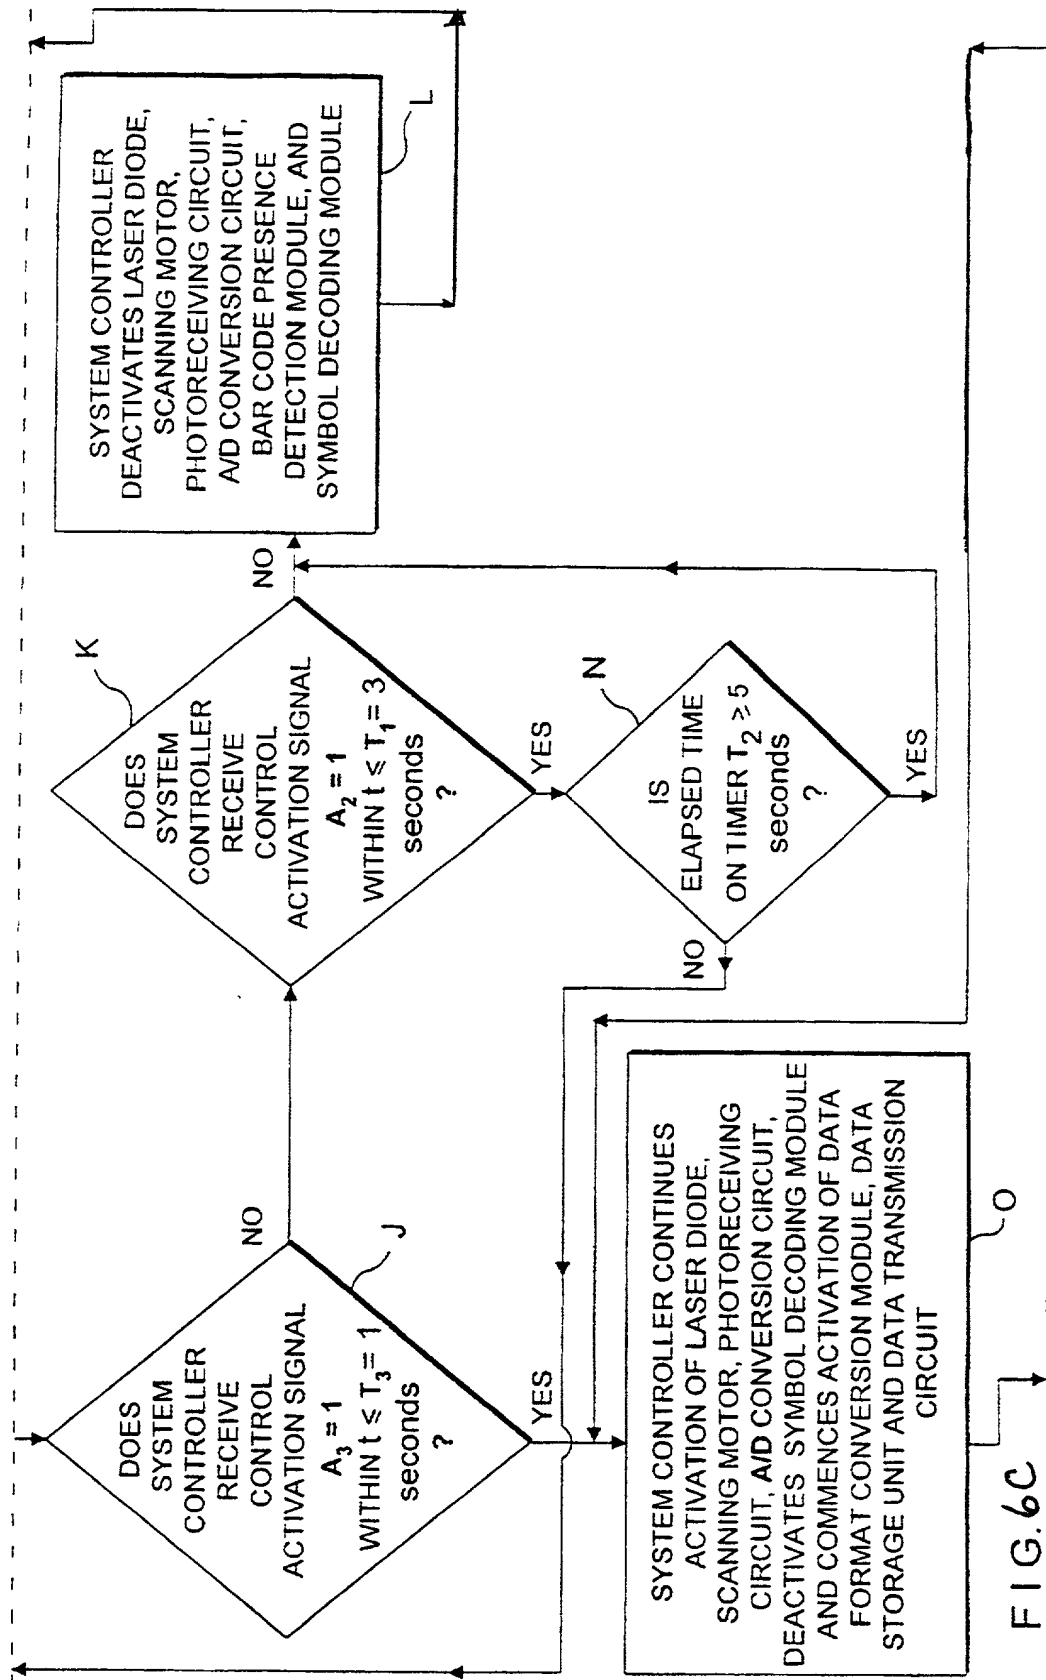 DOES
SYSTEM
CONTROLLER
RECEIVE
CONTROL
ACTIVATION SIGNAL
A₃ = 1
WITHIN t ≤ T₃ = 1
seconds
?
J
NO
YES
DOES
SYSTEM
CONTROLLER
RECEIVE
CONTROL
ACTIVATION SIGNAL
A₂ = 1
WITHIN t ≤ T₁ = 3
seconds
?
K
NO
YES
SYSTEM CONTROLLER
DEACTIVATES LASER DIODE,
SCANNING MOTOR,
PHOTORECEIVING CIRCUIT,
A/D CONVERSION CIRCUIT,
BAR CODE PRESENCE
DETECTION MODULE, AND
SYMBOL DECODING MODULE
L
IS
ELAPSED TIME
ON TIMER T₂ ≥ 5
seconds
?
N
NO
YES
SYSTEM CONTROLLER CONTINUES
ACTIVATION OF LASER DIODE,
SCANNING MOTOR, PHOTORECEIVING
CIRCUIT, A/D CONVERSION CIRCUIT,
DEACTIVATES SYMBOL DECODING MODULE
AND COMMENCES ACTIVATION OF DATA
FORMAT CONVERSION MODULE, DATA
STORAGE UNIT AND DATA TRANSMISSION
CIRCUIT
O
FIG. 6C